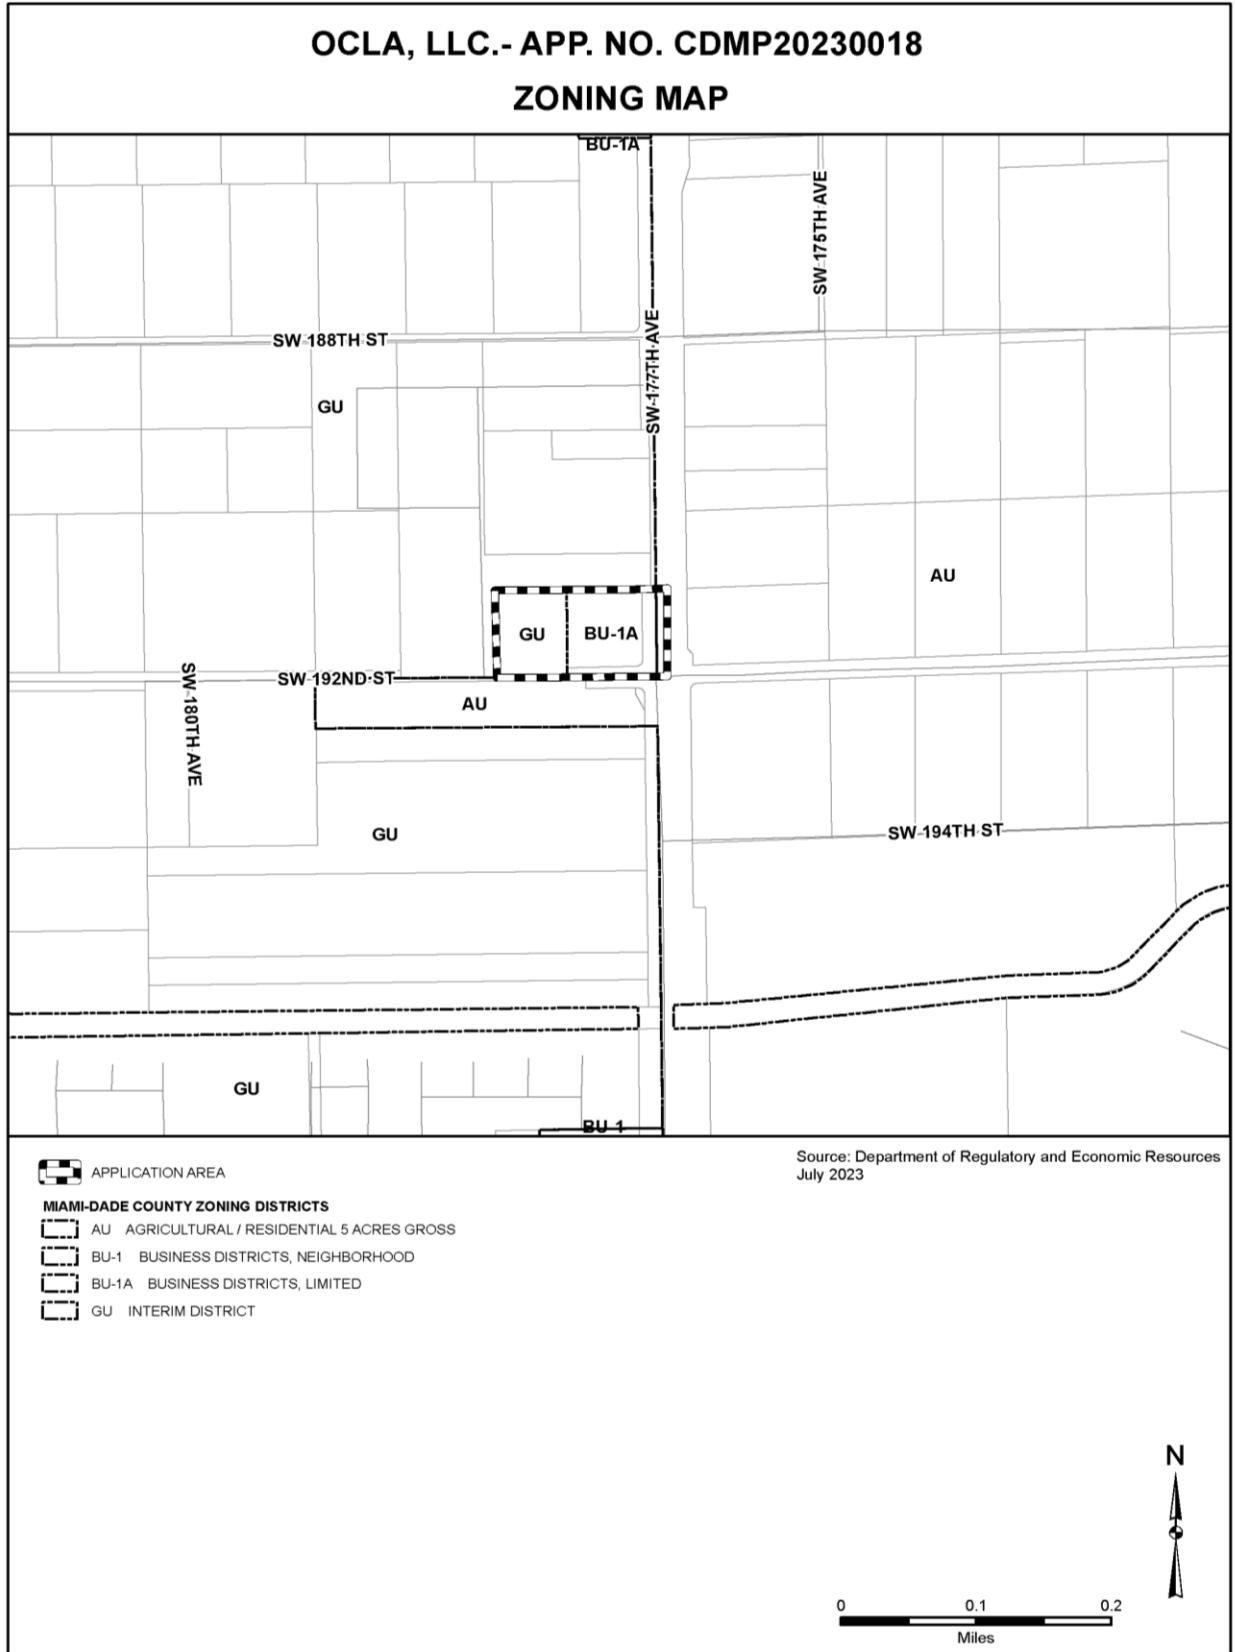 OCLA, LLC.- APP. NO. CDMP20230018
ZONING MAP
BU-1A
SW 175TH AVE
SW 177TH AVE
SW 188TH ST
GU
AU
GU
BU-1A
SW 192ND ST
SW 180TH AVE
AU
GU
SW 194TH ST
GU
BU-1
APPLICATION AREA
Source: Department of Regulatory and Economic Resources
July 2023
MIAMI-DADE COUNTY ZONING DISTRICTS
AU AGRICULTURAL / RESIDENTIAL 5 ACRES GROSS
BU-1 BUSINESS DISTRICTS, NEIGHBORHOOD
BU-1A BUSINESS DISTRICTS, LIMITED
GU INTERIM DISTRICT
N
0 0.1 0.2
Miles